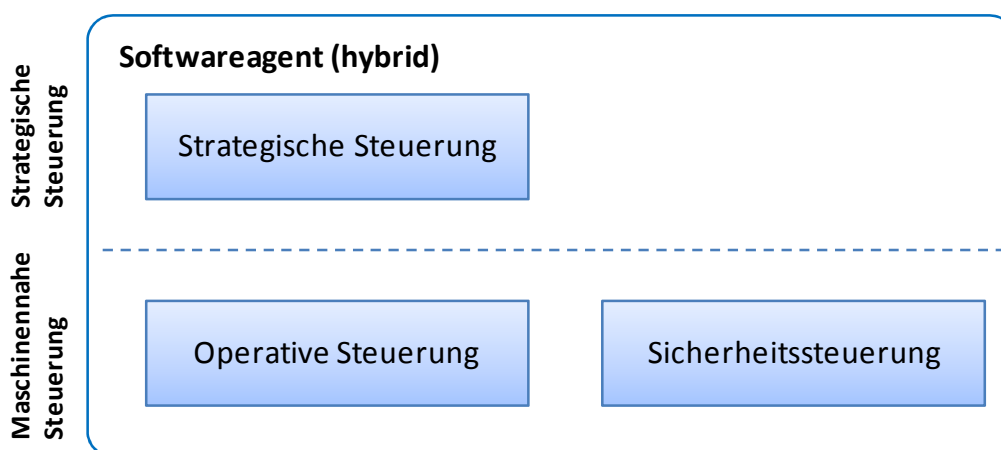 Softwareagent (hybrid)
Strategische
Steuerung
Strategische Steuerung
Maschinennahe
Steuerung
Operative Steuerung
Sicherheitssteuerung